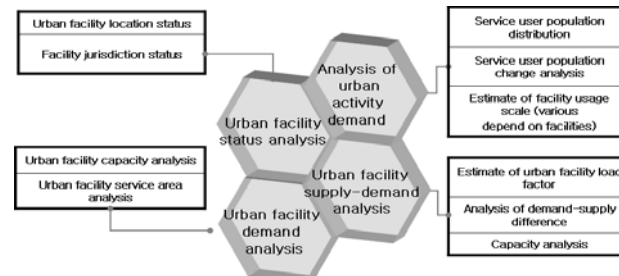 Urban facility location status
Facility jurisdiction status
Urban facility capacity analysis
Urban facility service area
analysis
Analysis of
urban
activity
demand
Urban facility
status analysis
Urban facility
supply-demand
analysis
Urban facility
demand
analysis
Service user population
distribution
Service user population
change analysis
Estimate of facility usage
scale (various
depend on facilities)
Estimate of urban facility load
factor
Analysis of demand-supply
difference
Capacity analysis